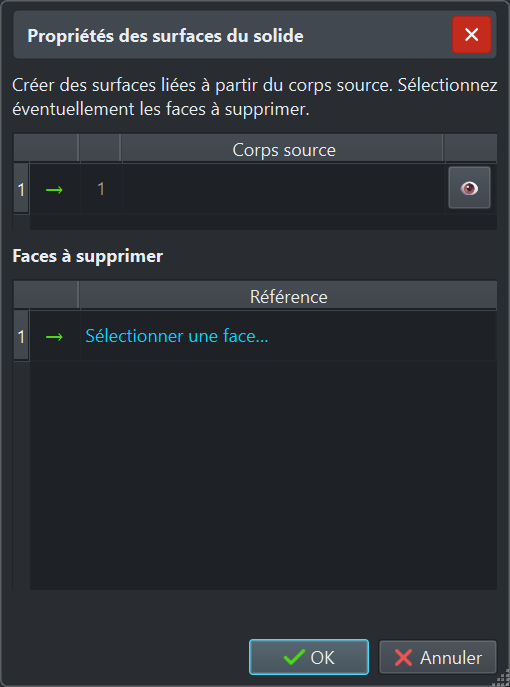 Propriétés des surfaces du solide
Créer des surfaces liées à partir du corps source. Sélectionnez
éventuellement les faces à supprimer.
Corps source
1 → 1
Faces à supprimer
Référence
1 → Sélectionner une face...
OK Annuler